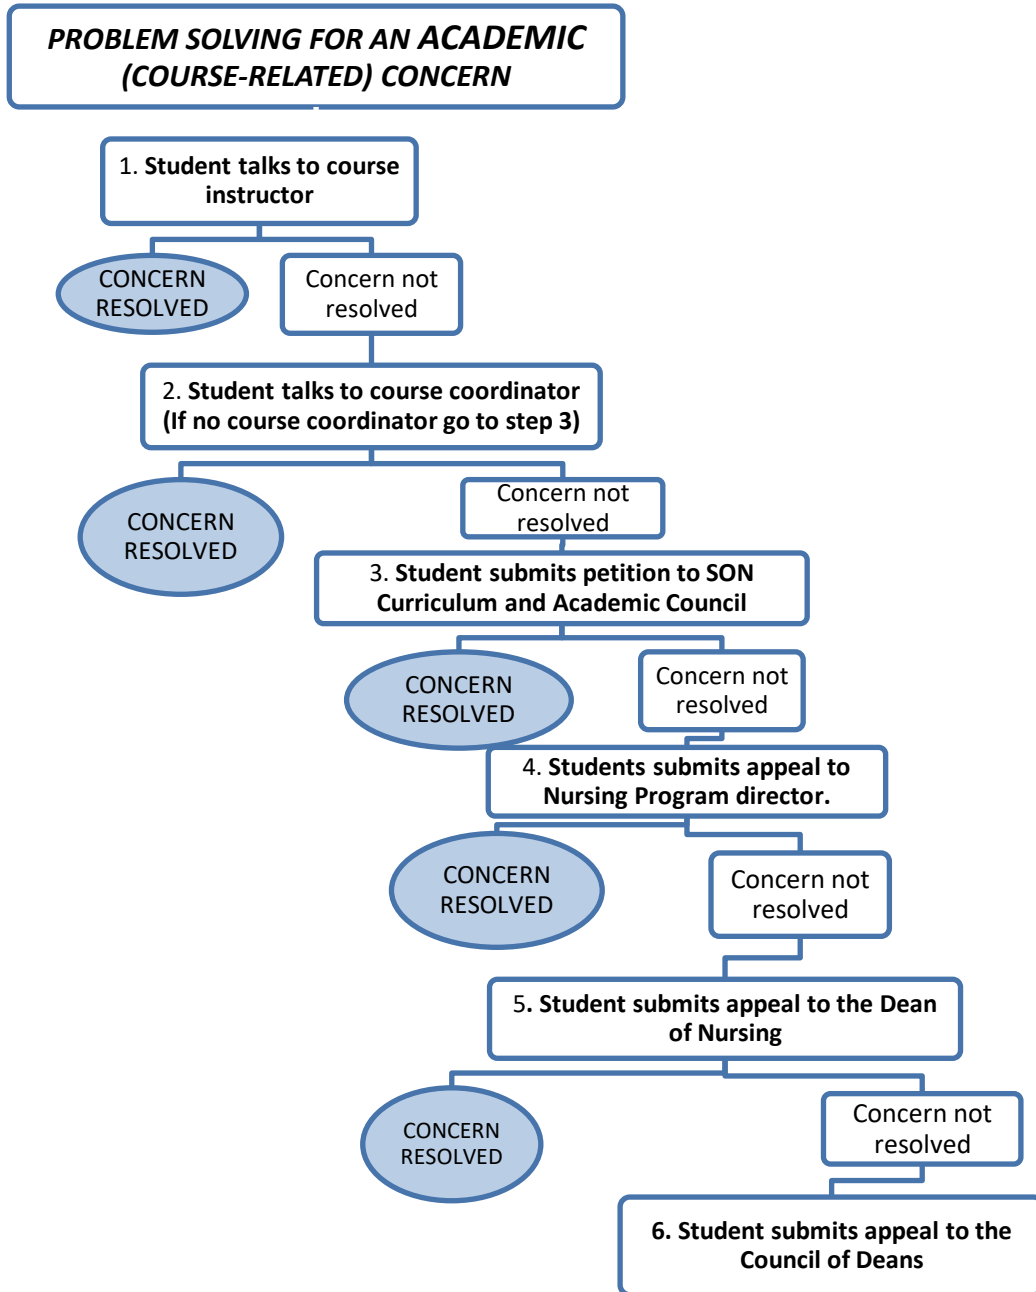 PROBLEM SOLVING FOR AN ACADEMIC
(COURSE-RELATED) CONCERN
1. Student talks to course
instructor
CONCERN
RESOLVED
Concern not
resolved
2. Student talks to course coordinator
(If no course coordinator go to step 3)
CONCERN
RESOLVED
Concern not
resolved
3. Student submits petition to SON
Curriculum and Academic Council
CONCERN
RESOLVED
Concern not
resolved
4. Students submits appeal to
Nursing Program director.
CONCERN
RESOLVED
Concern not
resolved
5. Student submits appeal to the Dean
of Nursing
CONCERN
RESOLVED
Concern not
resolved
6. Student submits appeal to the
Council of Deans